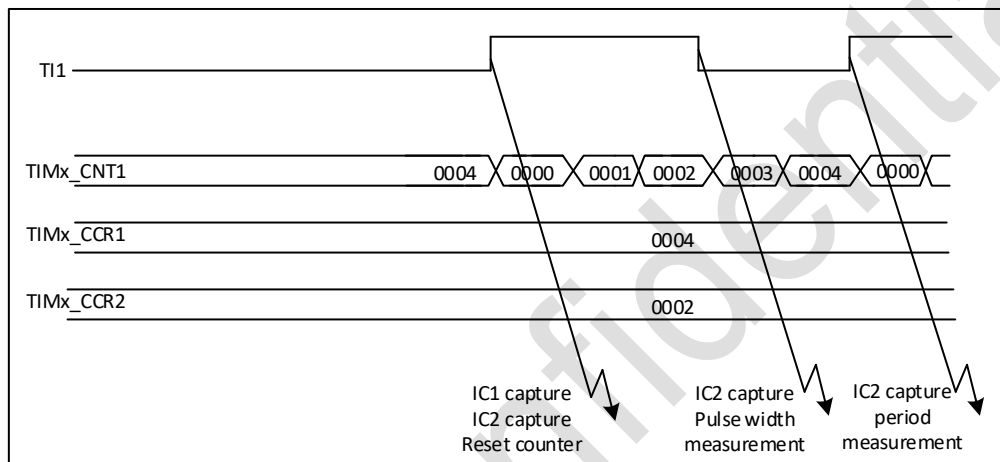 TI1
TIMx_CNT1
0004 0000 0001 0002 0003 0004 0000
TIMx_CCR1
0004
TIMx_CCR2
0002
IC1 capture
IC2 capture
Reset counter
IC2 capture
Pulse width
measurement
IC2 capture
period
measurement